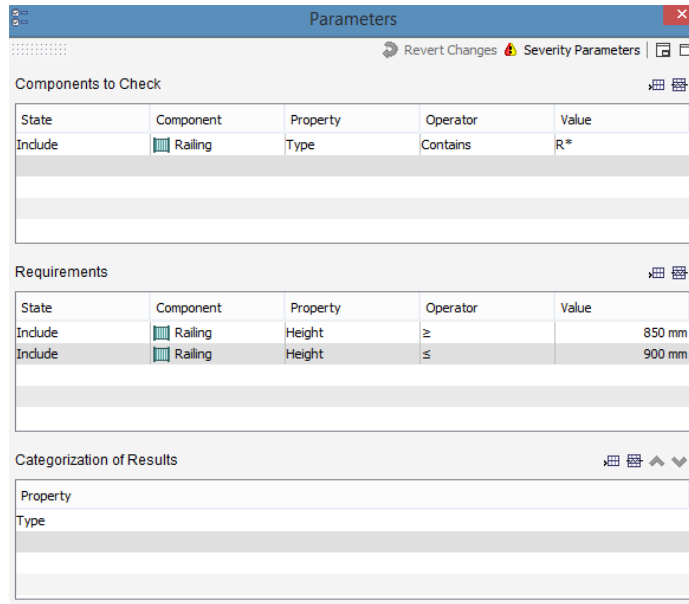 Parameters
Revert Changes Severity Parameters
Components to Check
State Component Property Operator Value
Include Railing Type Contains R*
Requirements
State Component Property Operator Value
Include Railing Height ≥ 850 mm
Include Railing Height ≤ 900 mm
Categorization of Results
Property
Type